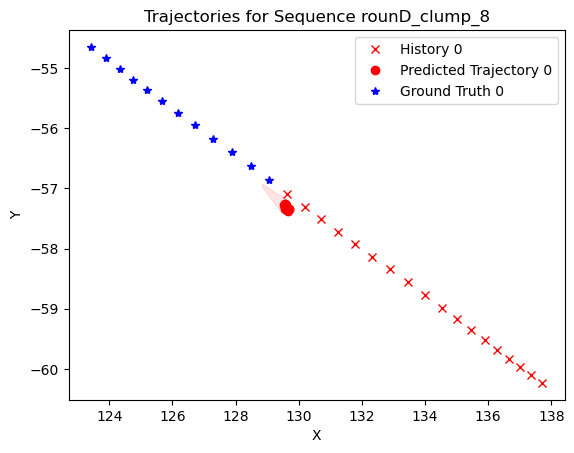 Trajectories for Sequence rounD_clump_8
History 0
Predicted Trajectory 0
Ground Truth 0
−55
−56
−57
−58
−59
−60
Y
124 126 128 130 132 134 136 138
X